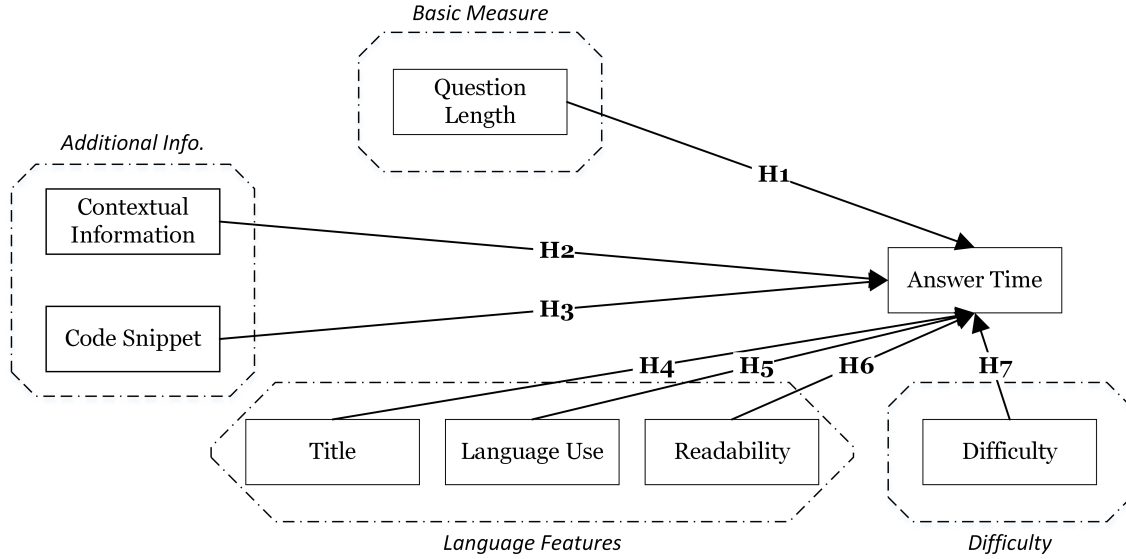 Basic Measure
Question
Length
Additional Info.
H1
Contextual
Information
H2
Answer Time
H3
Code Snippet
H4
H5
H6
H7
Title
Language Use
Readability
Difficulty
Language Features
Difficulty